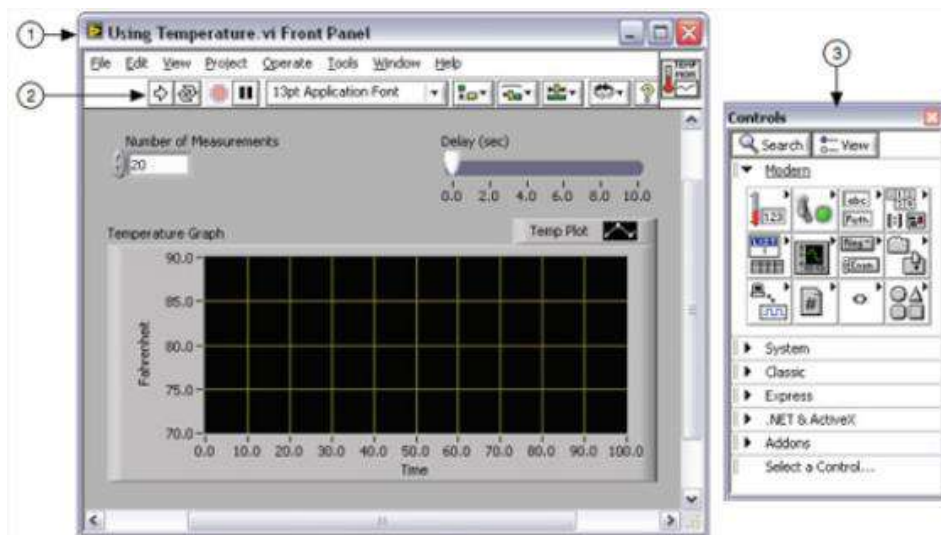 1
Using Temperature.vi Front Panel
File Edit View Project Operate Tools Window Help
2
13pt Application Font
Number of Measurements
20
Delay (sec)
0.0 2.0 4.0 6.0 8.0 10.0
Temperature Graph
Temp Plot
90.0
85.0
80.0
75.0
70.0
Fahrenheit
0.0 10.0 20.0 30.0 40.0 50.0 60.0 70.0 80.0 90.0 100.0
Time
3
Controls
Search View
Modern
System
Classic
Express
.NET & ActiveX
Addons
Select a Control...